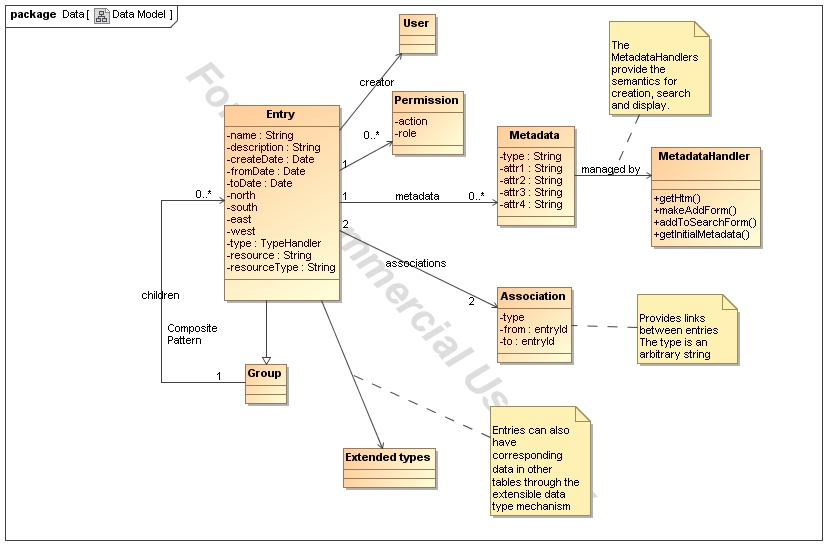 package Data [ Data Model ]
User
creator
Permission
-action
-role
0..*
1
Entry
-name : String
-description : String
-createDate : Date
-fromDate : Date
-toDate : Date
-north
-south
-east
-west
-type : TypeHandler
-resource : String
-resourceType : String
The
MetadataHandlers
provide the
semantics for
creation, search
and display.
Metadata
-type : String
-attr1 : String
-attr2 : String
-attr3 : String
-attr4 : String
managed by
MetadataHandler
+getHtm()
+makeAddForm()
+addToSearchForm()
+getInitialMetadata()
1
metadata
0..*
0..*
2
associations
2
Association
-type
-from : entryId
-to : entryId
Provides links
between entries
The type is an
arbitrary string
children
Composite
Pattern
1
Group
Extended types
Entries can also
have
corresponding
data in other
tables through the
extensible data
type mechanism